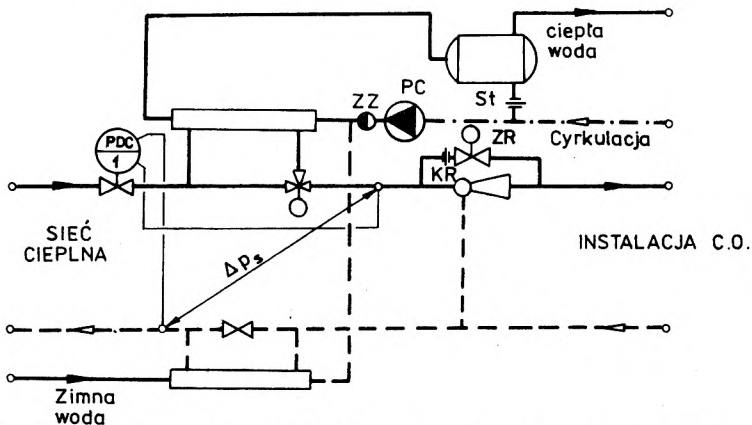 ciepła
woda
PC
ZZ
St
Cyrkulacja
PDC
1
ZR
KR
SIEĆ
CIEPLNA
INSTALACJA C.O.
Δps
Zimna
woda